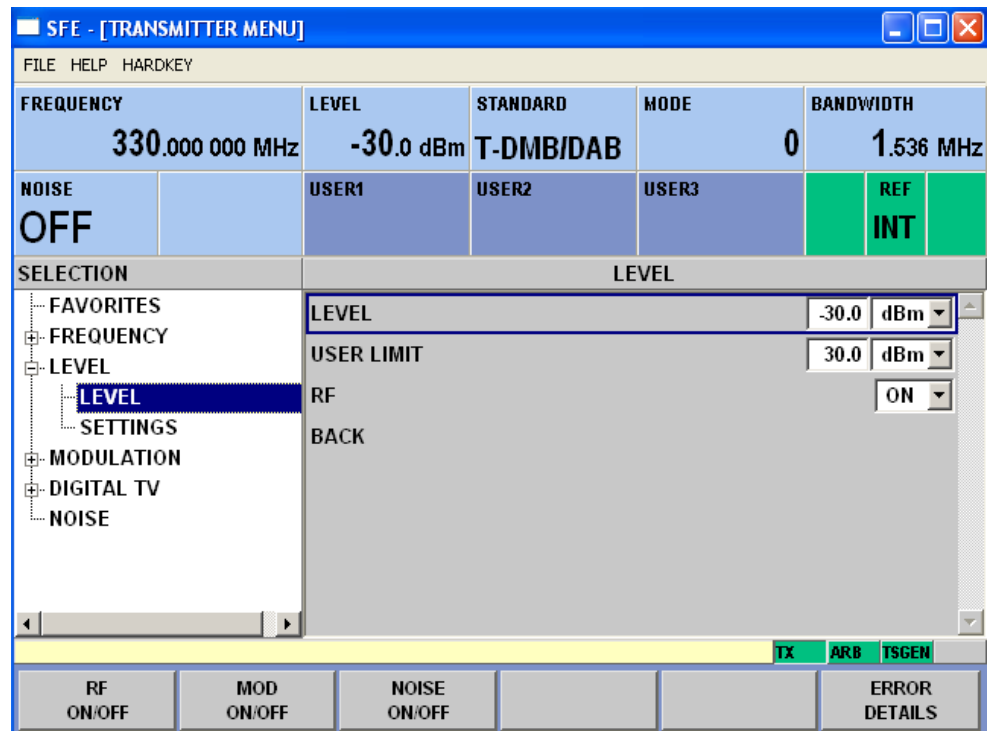 SFE - [TRANSMITTER MENU]
FILE HELP HARDKEY
FREQUENCY LEVEL STANDARD MODE BANDWIDTH
330.000 000 MHz -30.0 dBm T-DMB/DAB 0 1.536 MHz
NOISE USER1 USER2 USER3 REF
OFF INT
SELECTION LEVEL
FAVORITES
FREQUENCY
LEVEL
LEVEL
SETTINGS
MODULATION
DIGITAL TV
NOISE
LEVEL -30.0 dBm
USER LIMIT 30.0 dBm
RF ON
BACK
TX ARB TSGEN
RF ON/OFF
MOD ON/OFF
NOISE ON/OFF
ERROR DETAILS